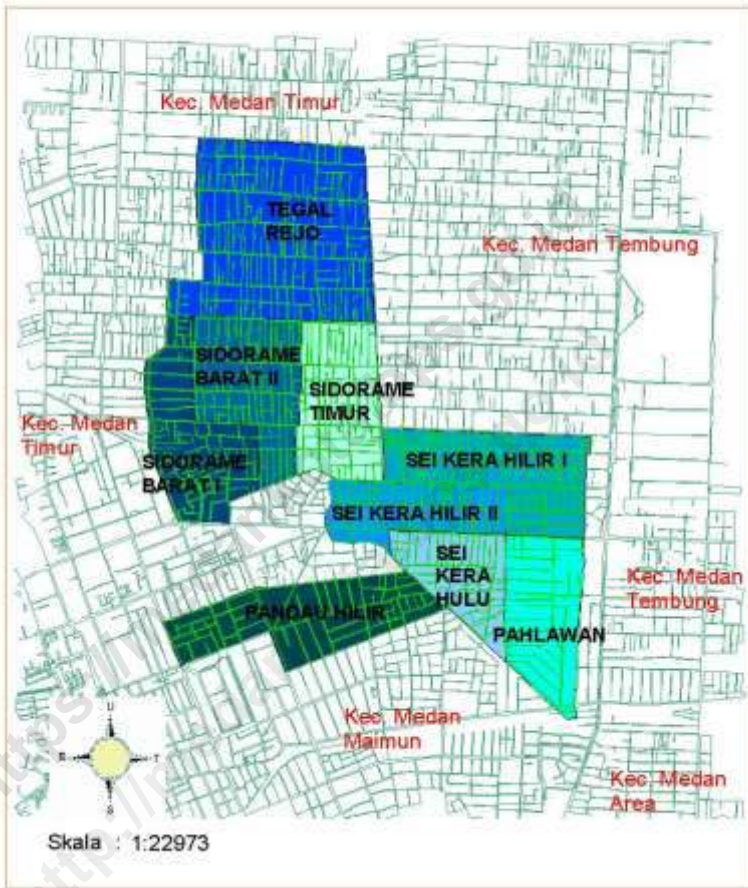 Kec. Medan Timur
TEGAL
REJO
Kec. Medan Tembung
SIDORAME
BARAT II
SIDORAME
TIMUR
Kec. Medan
Timur
SIDORAME
BARAT I
SEI KERA HILIR I
SEI KERA HILIR II
SEI
KERA
HULU
Kec. Medan
Tembung
PANDAU HILIR
PAHLAWAN
Kec. Medan
Maimun
Kec. Medan
Area
U
B
T
S
Skala : 1:22973